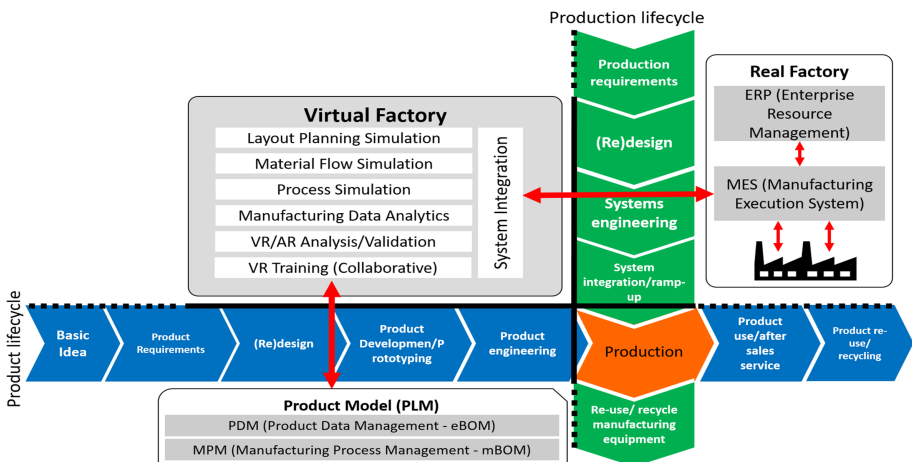 Production lifecycle
Production
requirements
(Re)design
Systems
engineering
System
integration/ramp-
up
Real Factory
ERP (Enterprise
Resource
Management)
MES (Manufacturing
Execution System)
Virtual Factory
Layout Planning Simulation
Material Flow Simulation
Process Simulation
Manufacturing Data Analytics
VR/AR Analysis/Validation
VR Training (Collaborative)
System Integration
Product lifecycle
Basic
Idea
Product
Requirements
(Re)design
Product
Developmen/P
rototyping
Product
engineering
Production
Product
use/after
sales
service
Product re-
use/
recycling
Re-use/ recycle
manufacturing
equipment
Product Model (PLM)
PDM (Product Data Management - eBOM)
MPM (Manufacturing Process Management - mBOM)